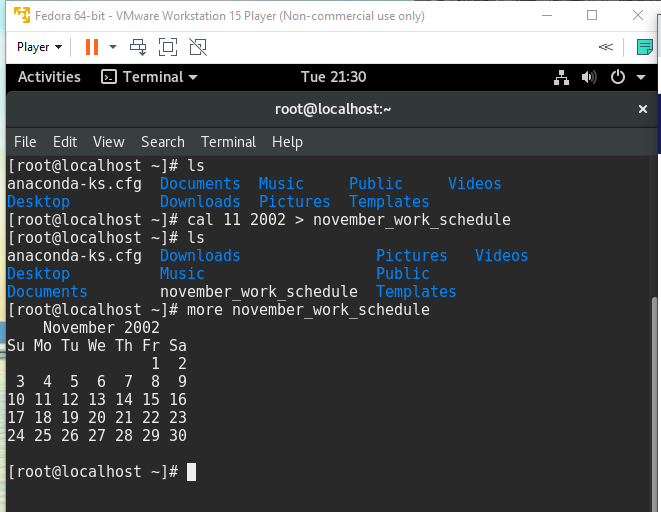 Fedora 64-bit - VMware Workstation 15 Player (Non-commercial use only)
Player
Activities Terminal Tue 21:30
root@localhost:~
File Edit View Search Terminal Help
[root@localhost ~]# ls
anaconda-ks.cfg  Documents  Music     Public     Videos
Desktop          Downloads  Pictures  Templates
[root@localhost ~]# cal 11 2002 > november_work_schedule
[root@localhost ~]# ls
anaconda-ks.cfg  Downloads               Pictures   Videos
Desktop          Music                   Public
Documents        november_work_schedule  Templates
[root@localhost ~]# more november_work_schedule
    November 2002
Su Mo Tu We Th Fr Sa
                1  2
 3  4  5  6  7  8  9
10 11 12 13 14 15 16
17 18 19 20 21 22 23
24 25 26 27 28 29 30
[root@localhost ~]#